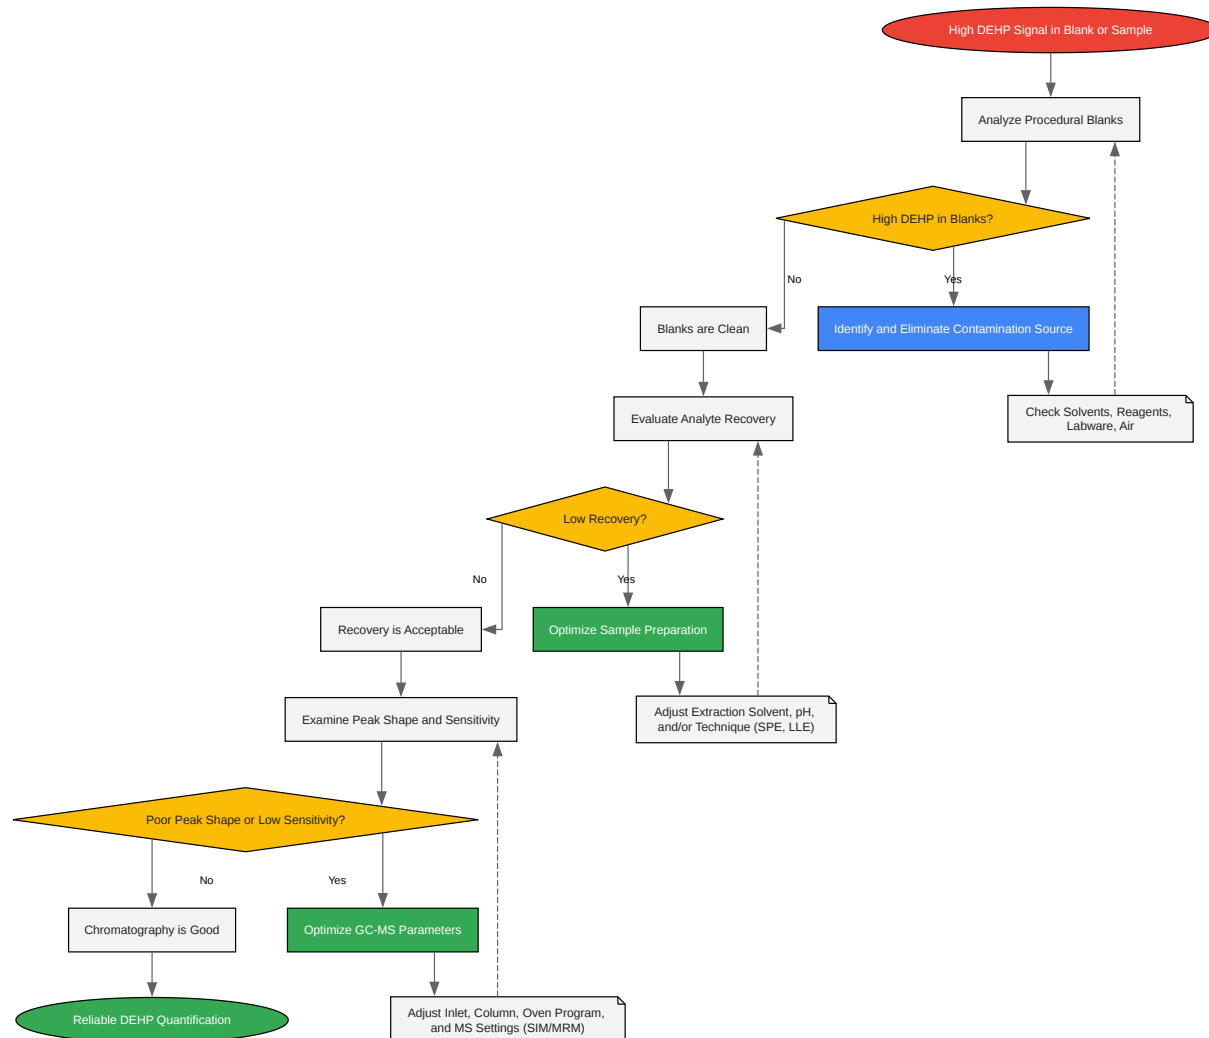 High DEHP Signal in Blank or Sample
Analyze Procedural Blanks
High DEHP in Blanks?
No
Yes
Blanks are Clean
Identify and Eliminate Contamination Source
Check Solvents, Reagents,
Labware, Air
Evaluate Analyte Recovery
Low Recovery?
No
Yes
Recovery is Acceptable
Optimize Sample Preparation
Adjust Extraction Solvent, pH,
and/or Technique (SPE, LLE)
Examine Peak Shape and Sensitivity
Poor Peak Shape or Low Sensitivity?
No
Yes
Chromatography is Good
Optimize GC-MS Parameters
Reliable DEHP Quantification
Adjust Inlet, Column, Oven Program,
and MS Settings (SIM/MRM)